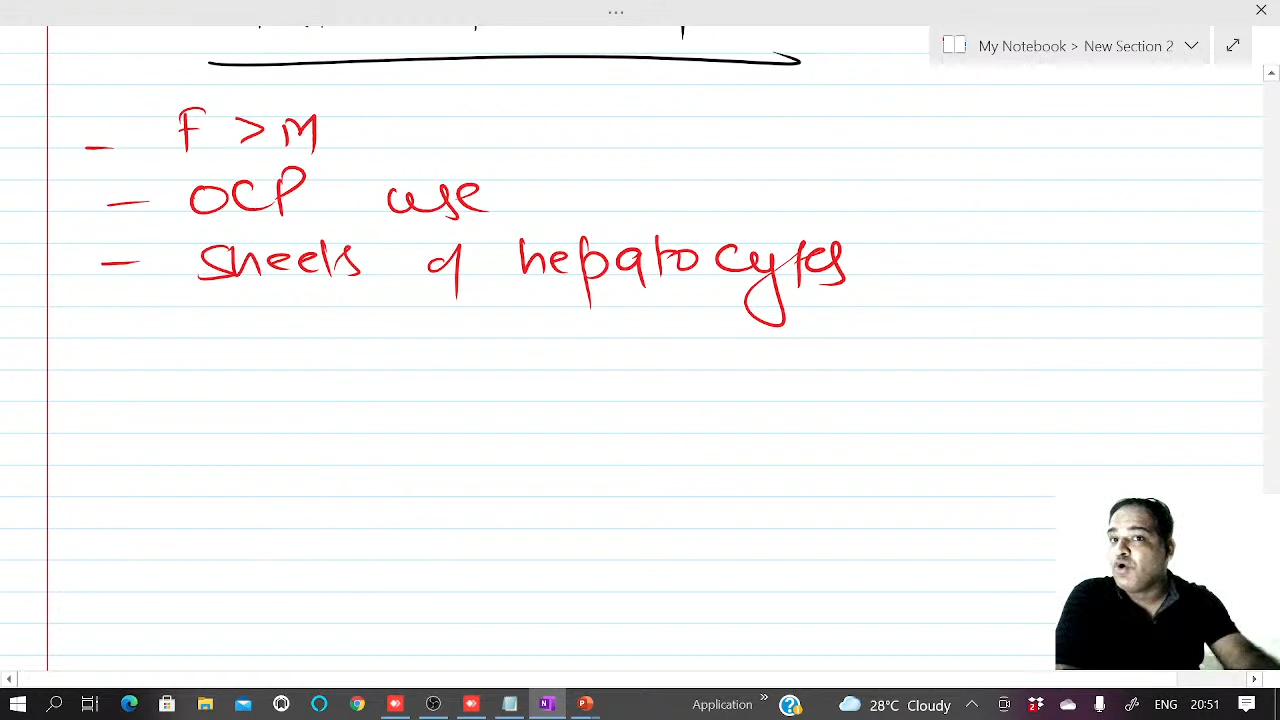 ...
My Notebook > New Section 2
- F > M
- OCP use
- Sheets of hepatocytes
Application
»
28°C Cloudy
ENG
20:51